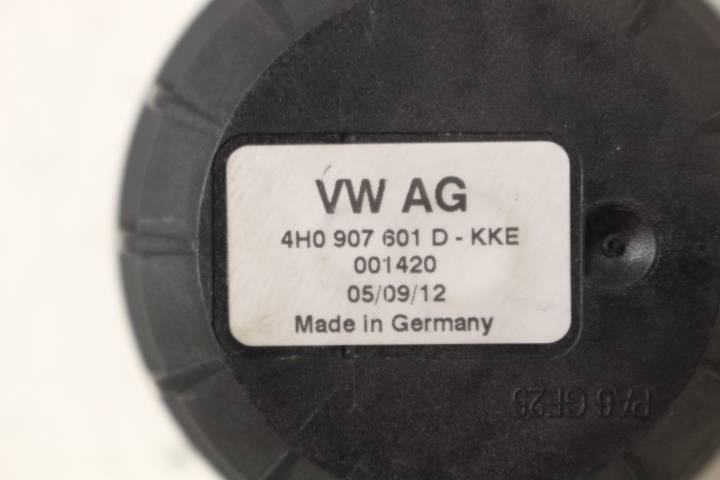 VW AG
4H0 907 601 D - KKE
001420
05/09/12
Made in Germany
PA6 GF25